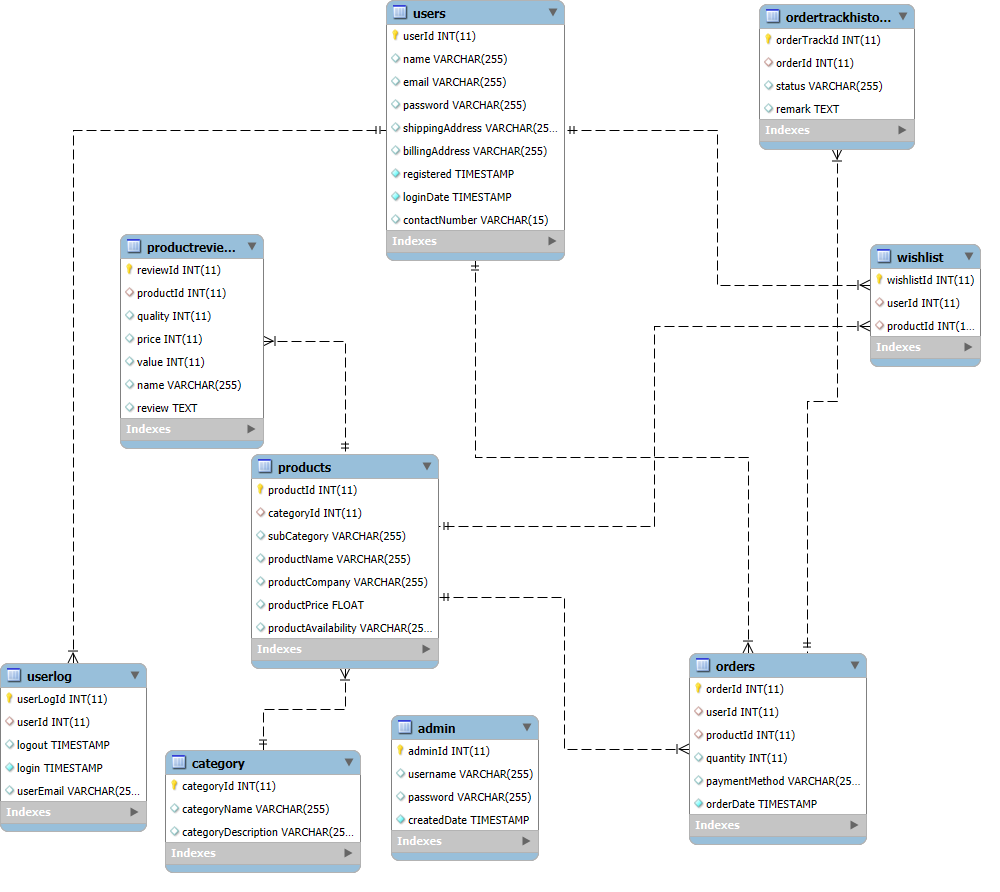 users
userId INT(11)
name VARCHAR(255)
email VARCHAR(255)
password VARCHAR(255)
shippingAddress VARCHAR(25...
billingAddress VARCHAR(255)
registered TIMESTAMP
loginDate TIMESTAMP
contactNumber VARCHAR(15)
Indexes
ordertrackhisto...
orderTrackId INT(11)
orderId INT(11)
status VARCHAR(255)
remark TEXT
Indexes
productrevie...
reviewId INT(11)
productId INT(11)
quality INT(11)
price INT(11)
value INT(11)
name VARCHAR(255)
review TEXT
Indexes
wishlist
wishlistId INT(11)
userId INT(11)
productId INT(1...
Indexes
products
productId INT(11)
categoryId INT(11)
subCategory VARCHAR(255)
productName VARCHAR(255)
productCompany VARCHAR(255)
productPrice FLOAT
productAvailability VARCHAR(25...
Indexes
userlog
userLogId INT(11)
userId INT(11)
logout TIMESTAMP
login TIMESTAMP
userEmail VARCHAR(25...
Indexes
category
categoryId INT(11)
categoryName VARCHAR(255)
categoryDescription VARCHAR(25...
Indexes
admin
adminId INT(11)
username VARCHAR(255)
password VARCHAR(255)
createdDate TIMESTAMP
Indexes
orders
orderId INT(11)
userId INT(11)
productId INT(11)
quantity INT(11)
paymentMethod VARCHAR(25...
orderDate TIMESTAMP
Indexes